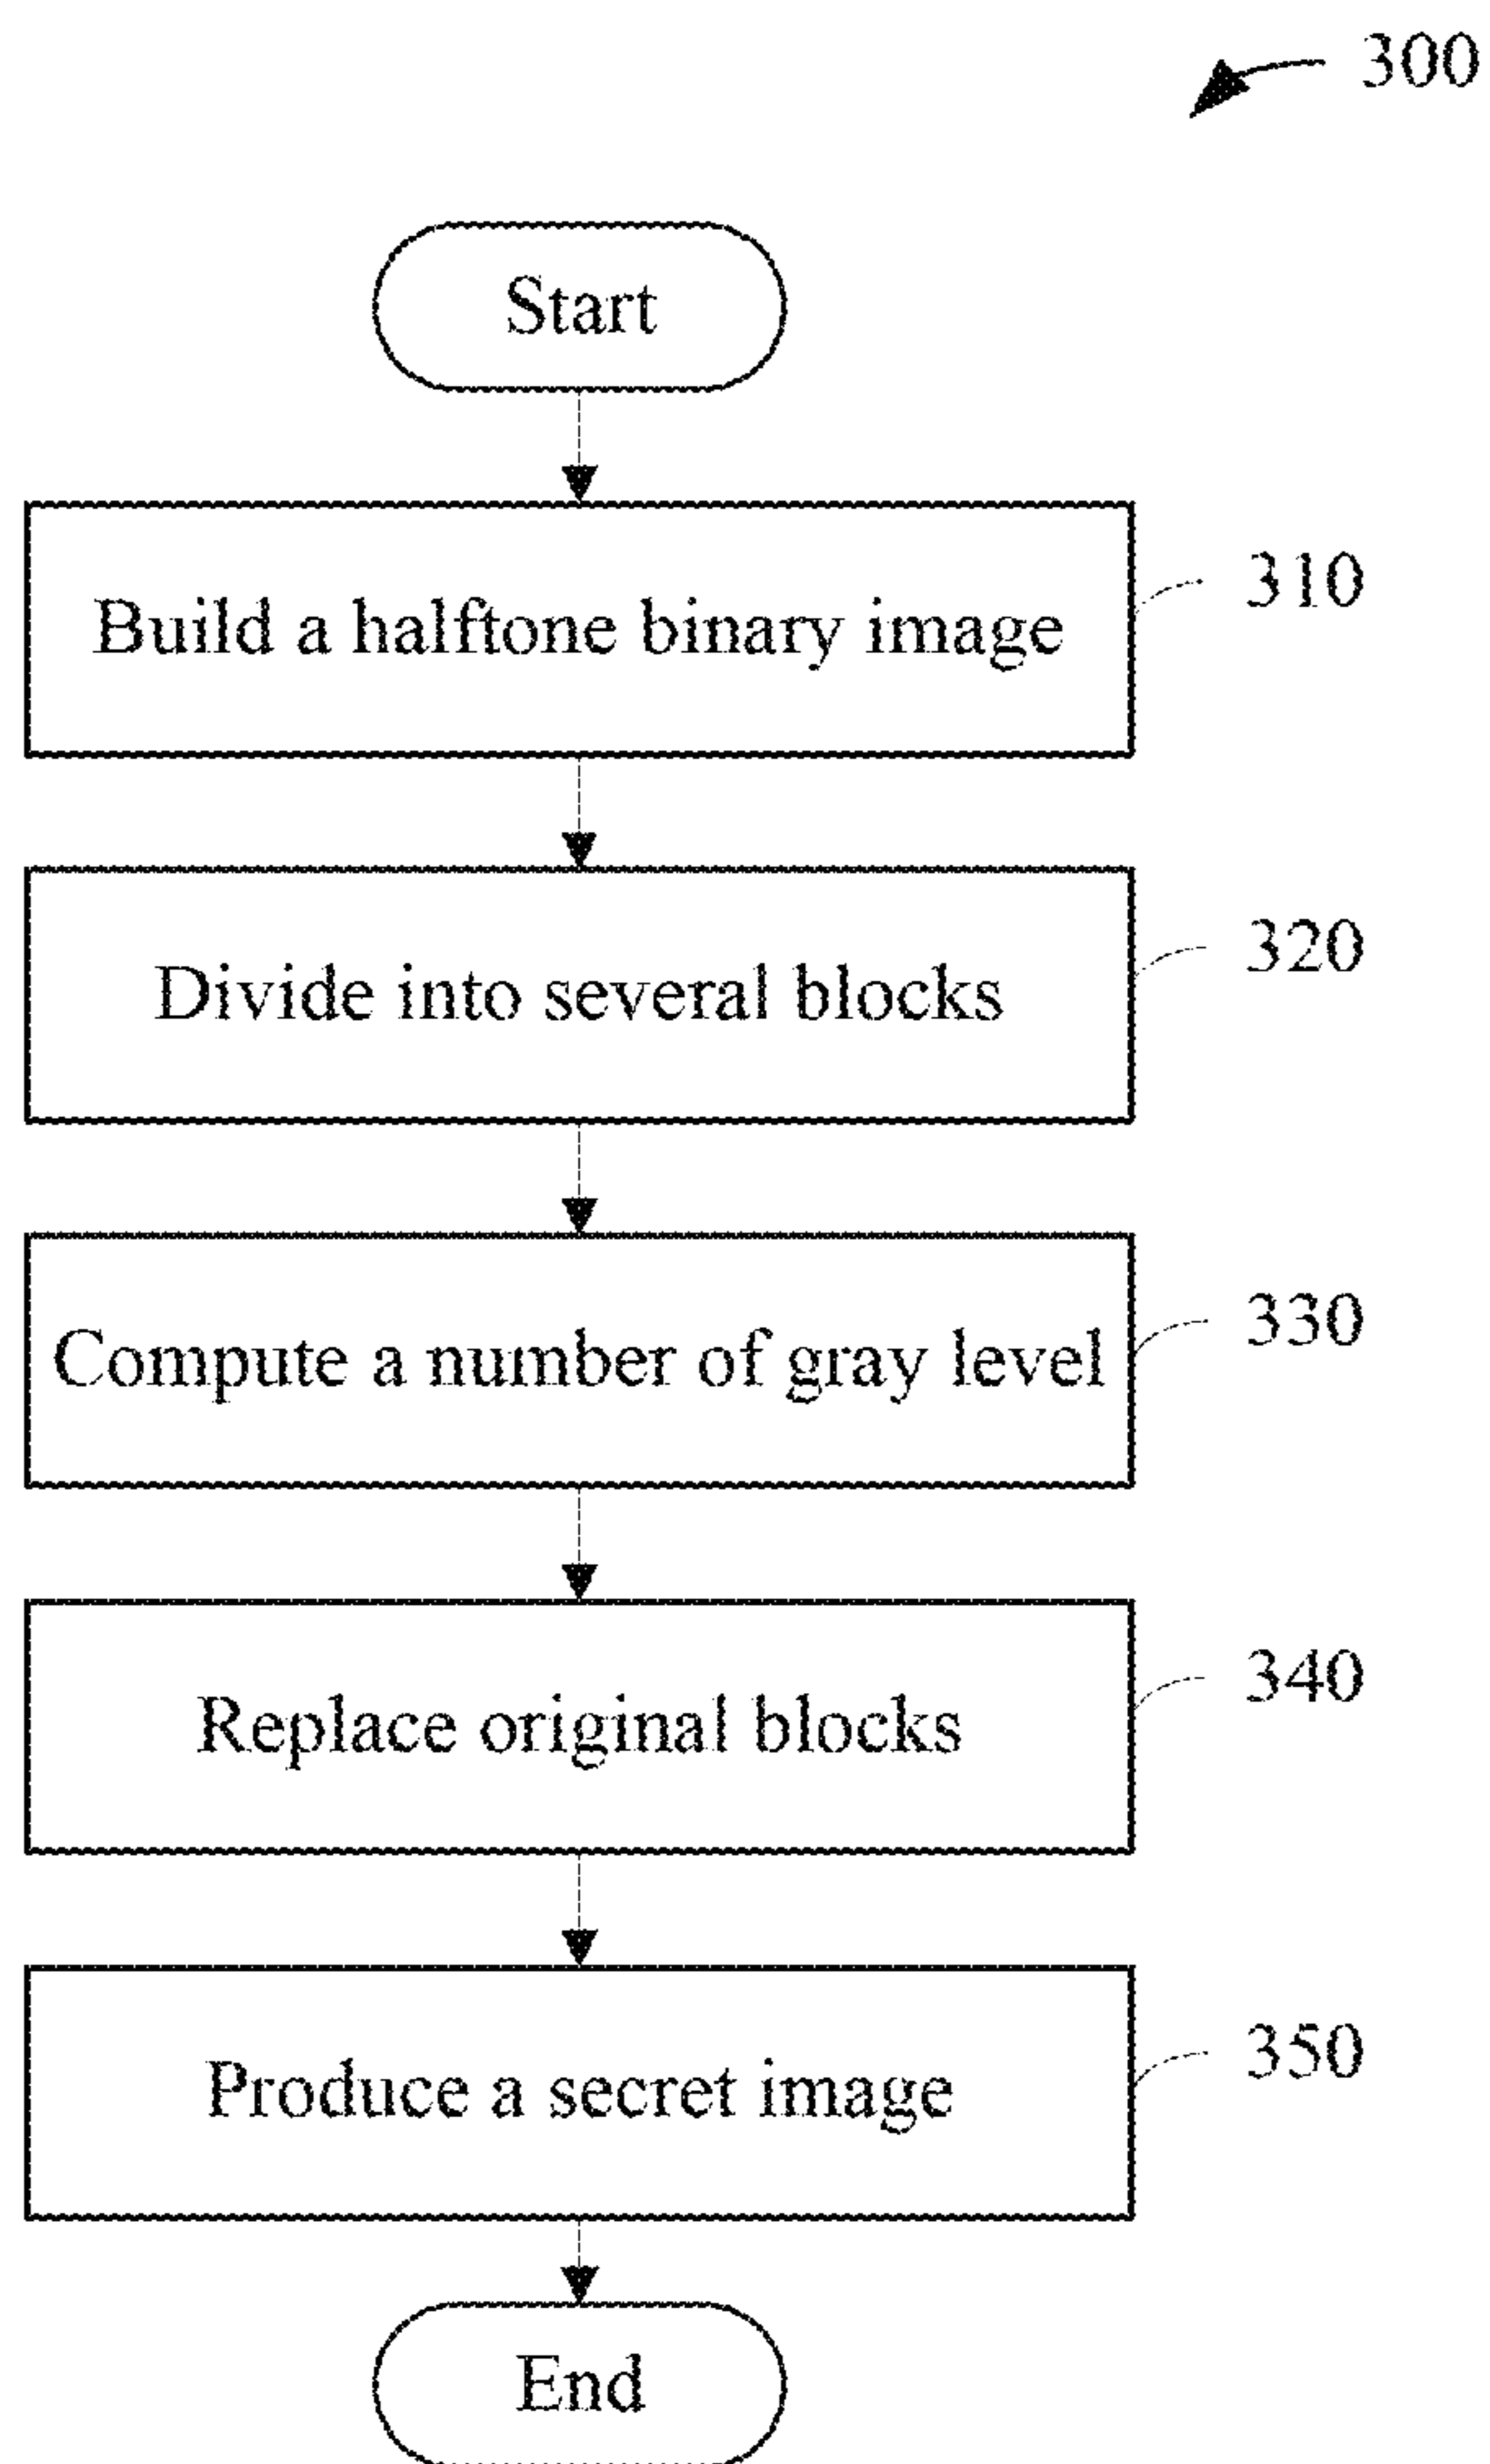 300
Start
Build a halftone binary image
310
Divide into several blocks
320
Compute a number of gray level
330
Replace original blocks
340
Produce a secret image
350
End